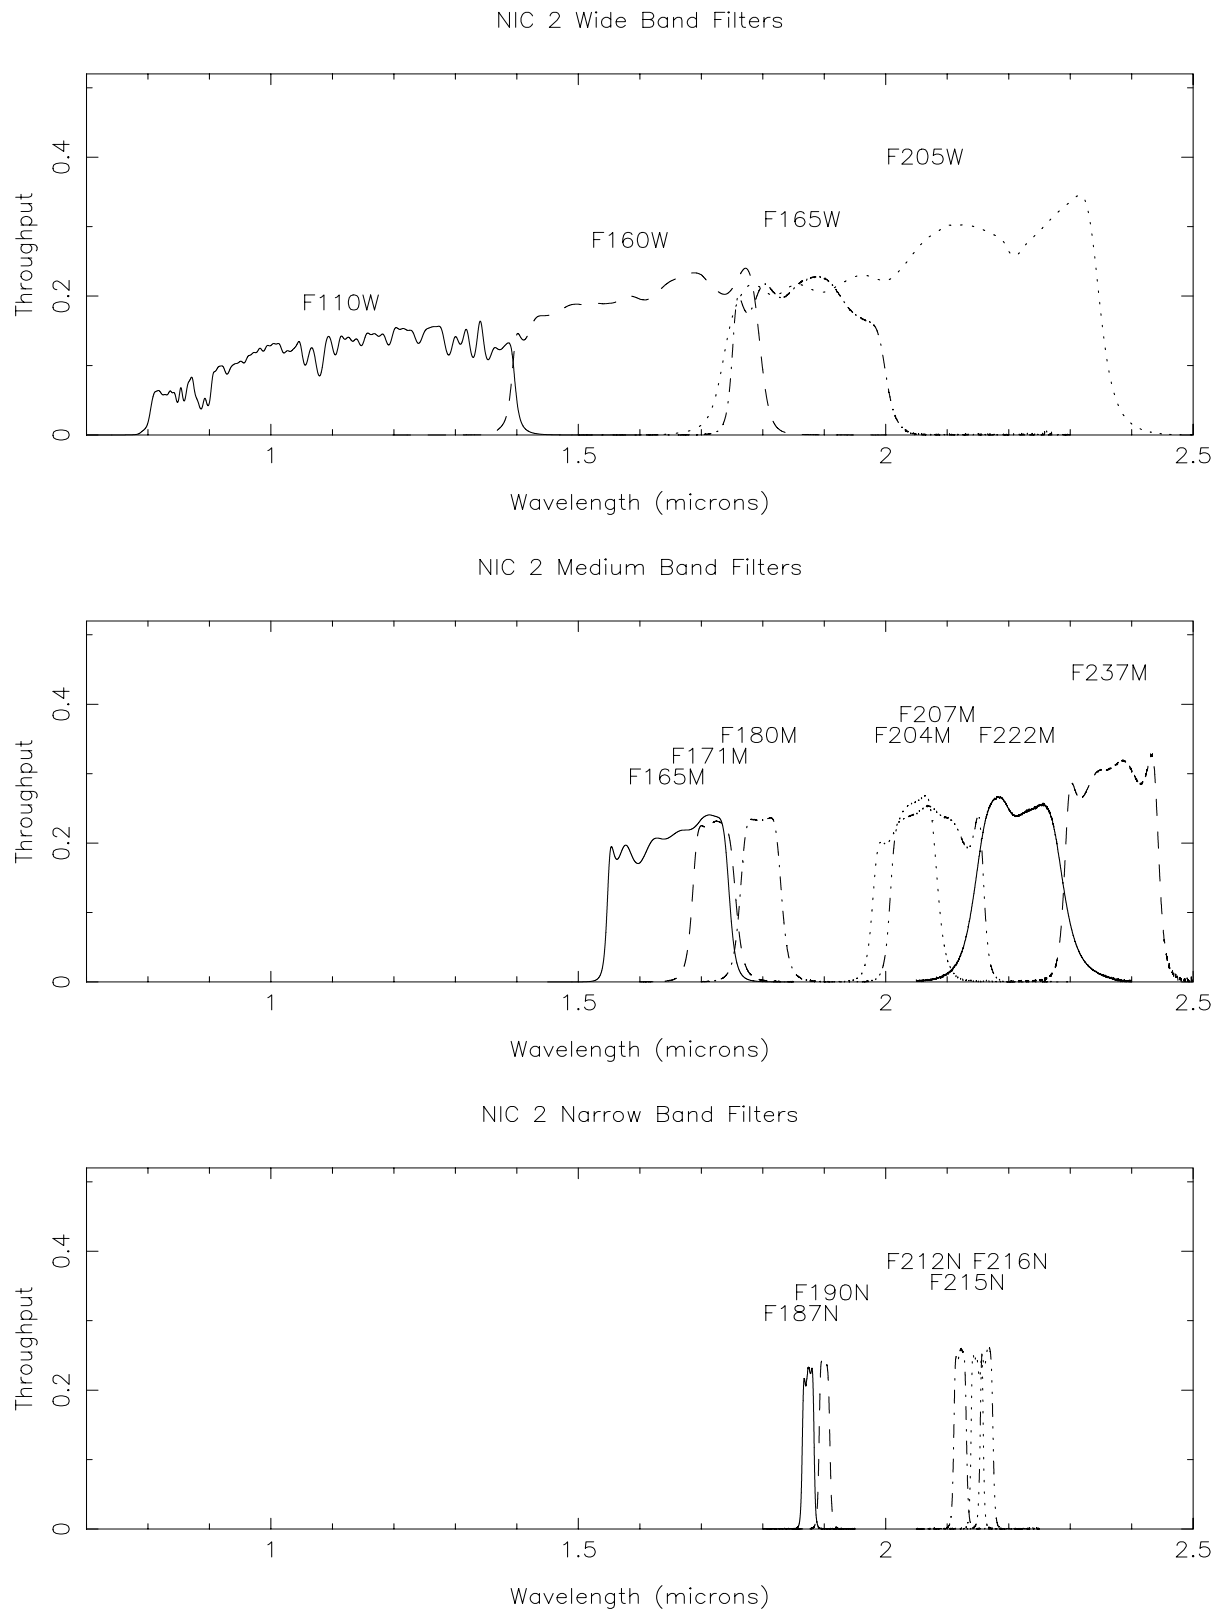 NIC 2 Wide Band Filters
Throughput
0.4
0.2
0
F205W
F165W
F160W
F110W
1
1.5
2
2.5
Wavelength (microns)
NIC 2 Medium Band Filters
Throughput
0.4
0.2
0
F237M
F207M
F180M
F204M
F222M
F171M
F165M
1
1.5
2
2.5
Wavelength (microns)
NIC 2 Narrow Band Filters
Throughput
0.4
0.2
0
F212N
F216N
F215N
F190N
F187N
1
1.5
2
2.5
Wavelength (microns)